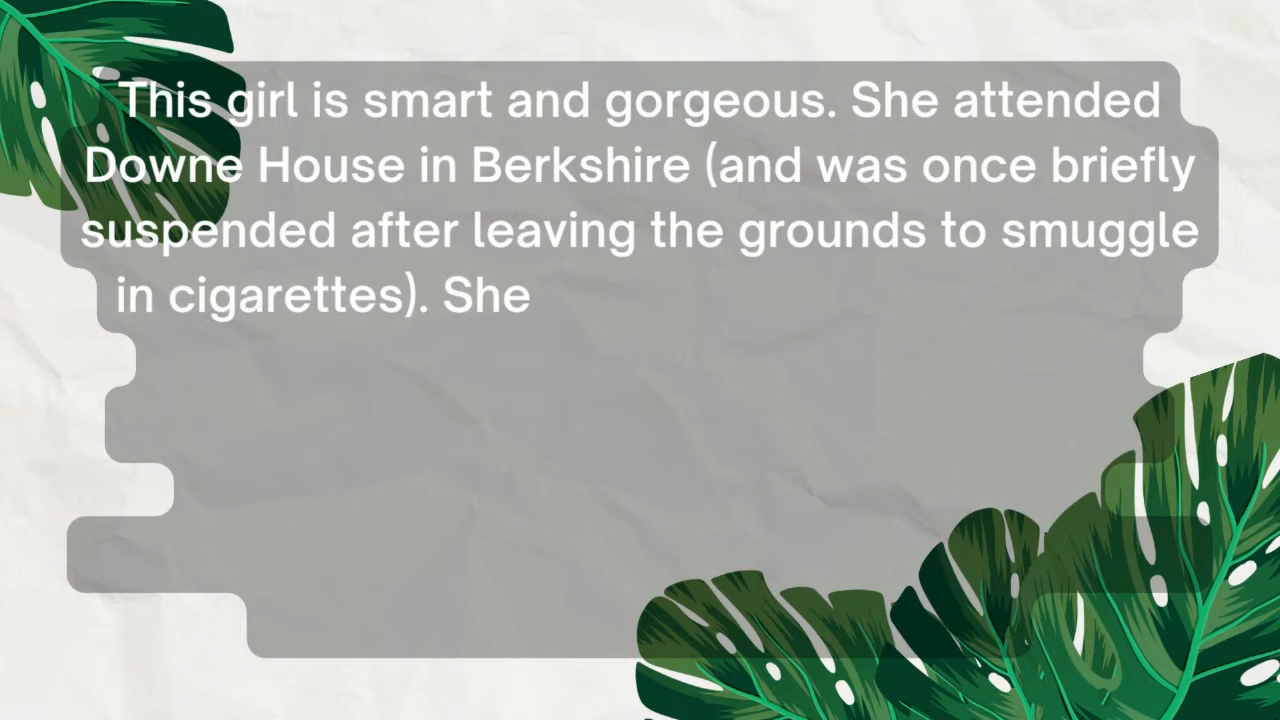 This girl is smart and gorgeous. She attended
Downe House in Berkshire (and was once briefly
suspended after leaving the grounds to smuggle
in cigarettes). She